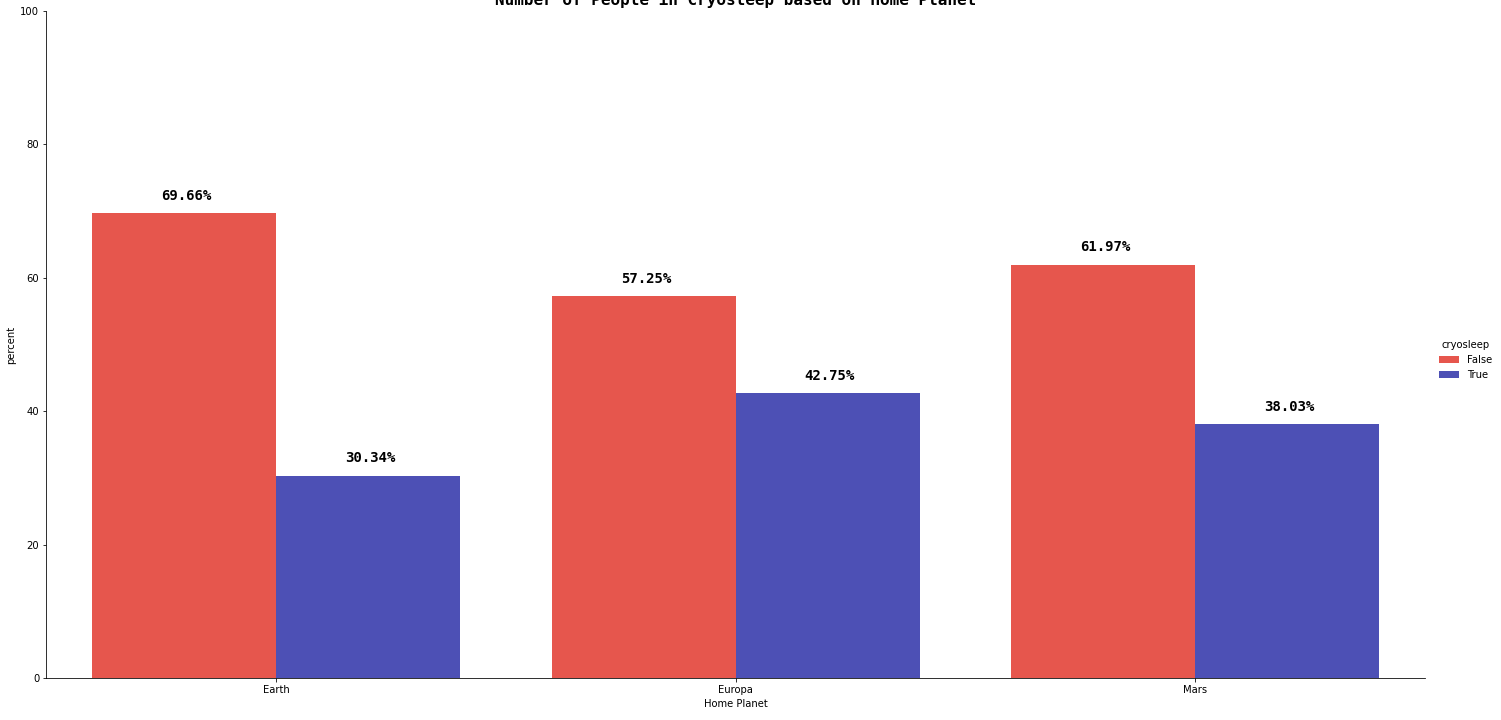 Number of People in Cryosleep based on Home Planet
100
80
60
40
20
0
percent
69.66%
30.34%
57.25%
42.75%
61.97%
38.03%
Earth
Europa
Mars
Home Planet
cryosleep
False
True